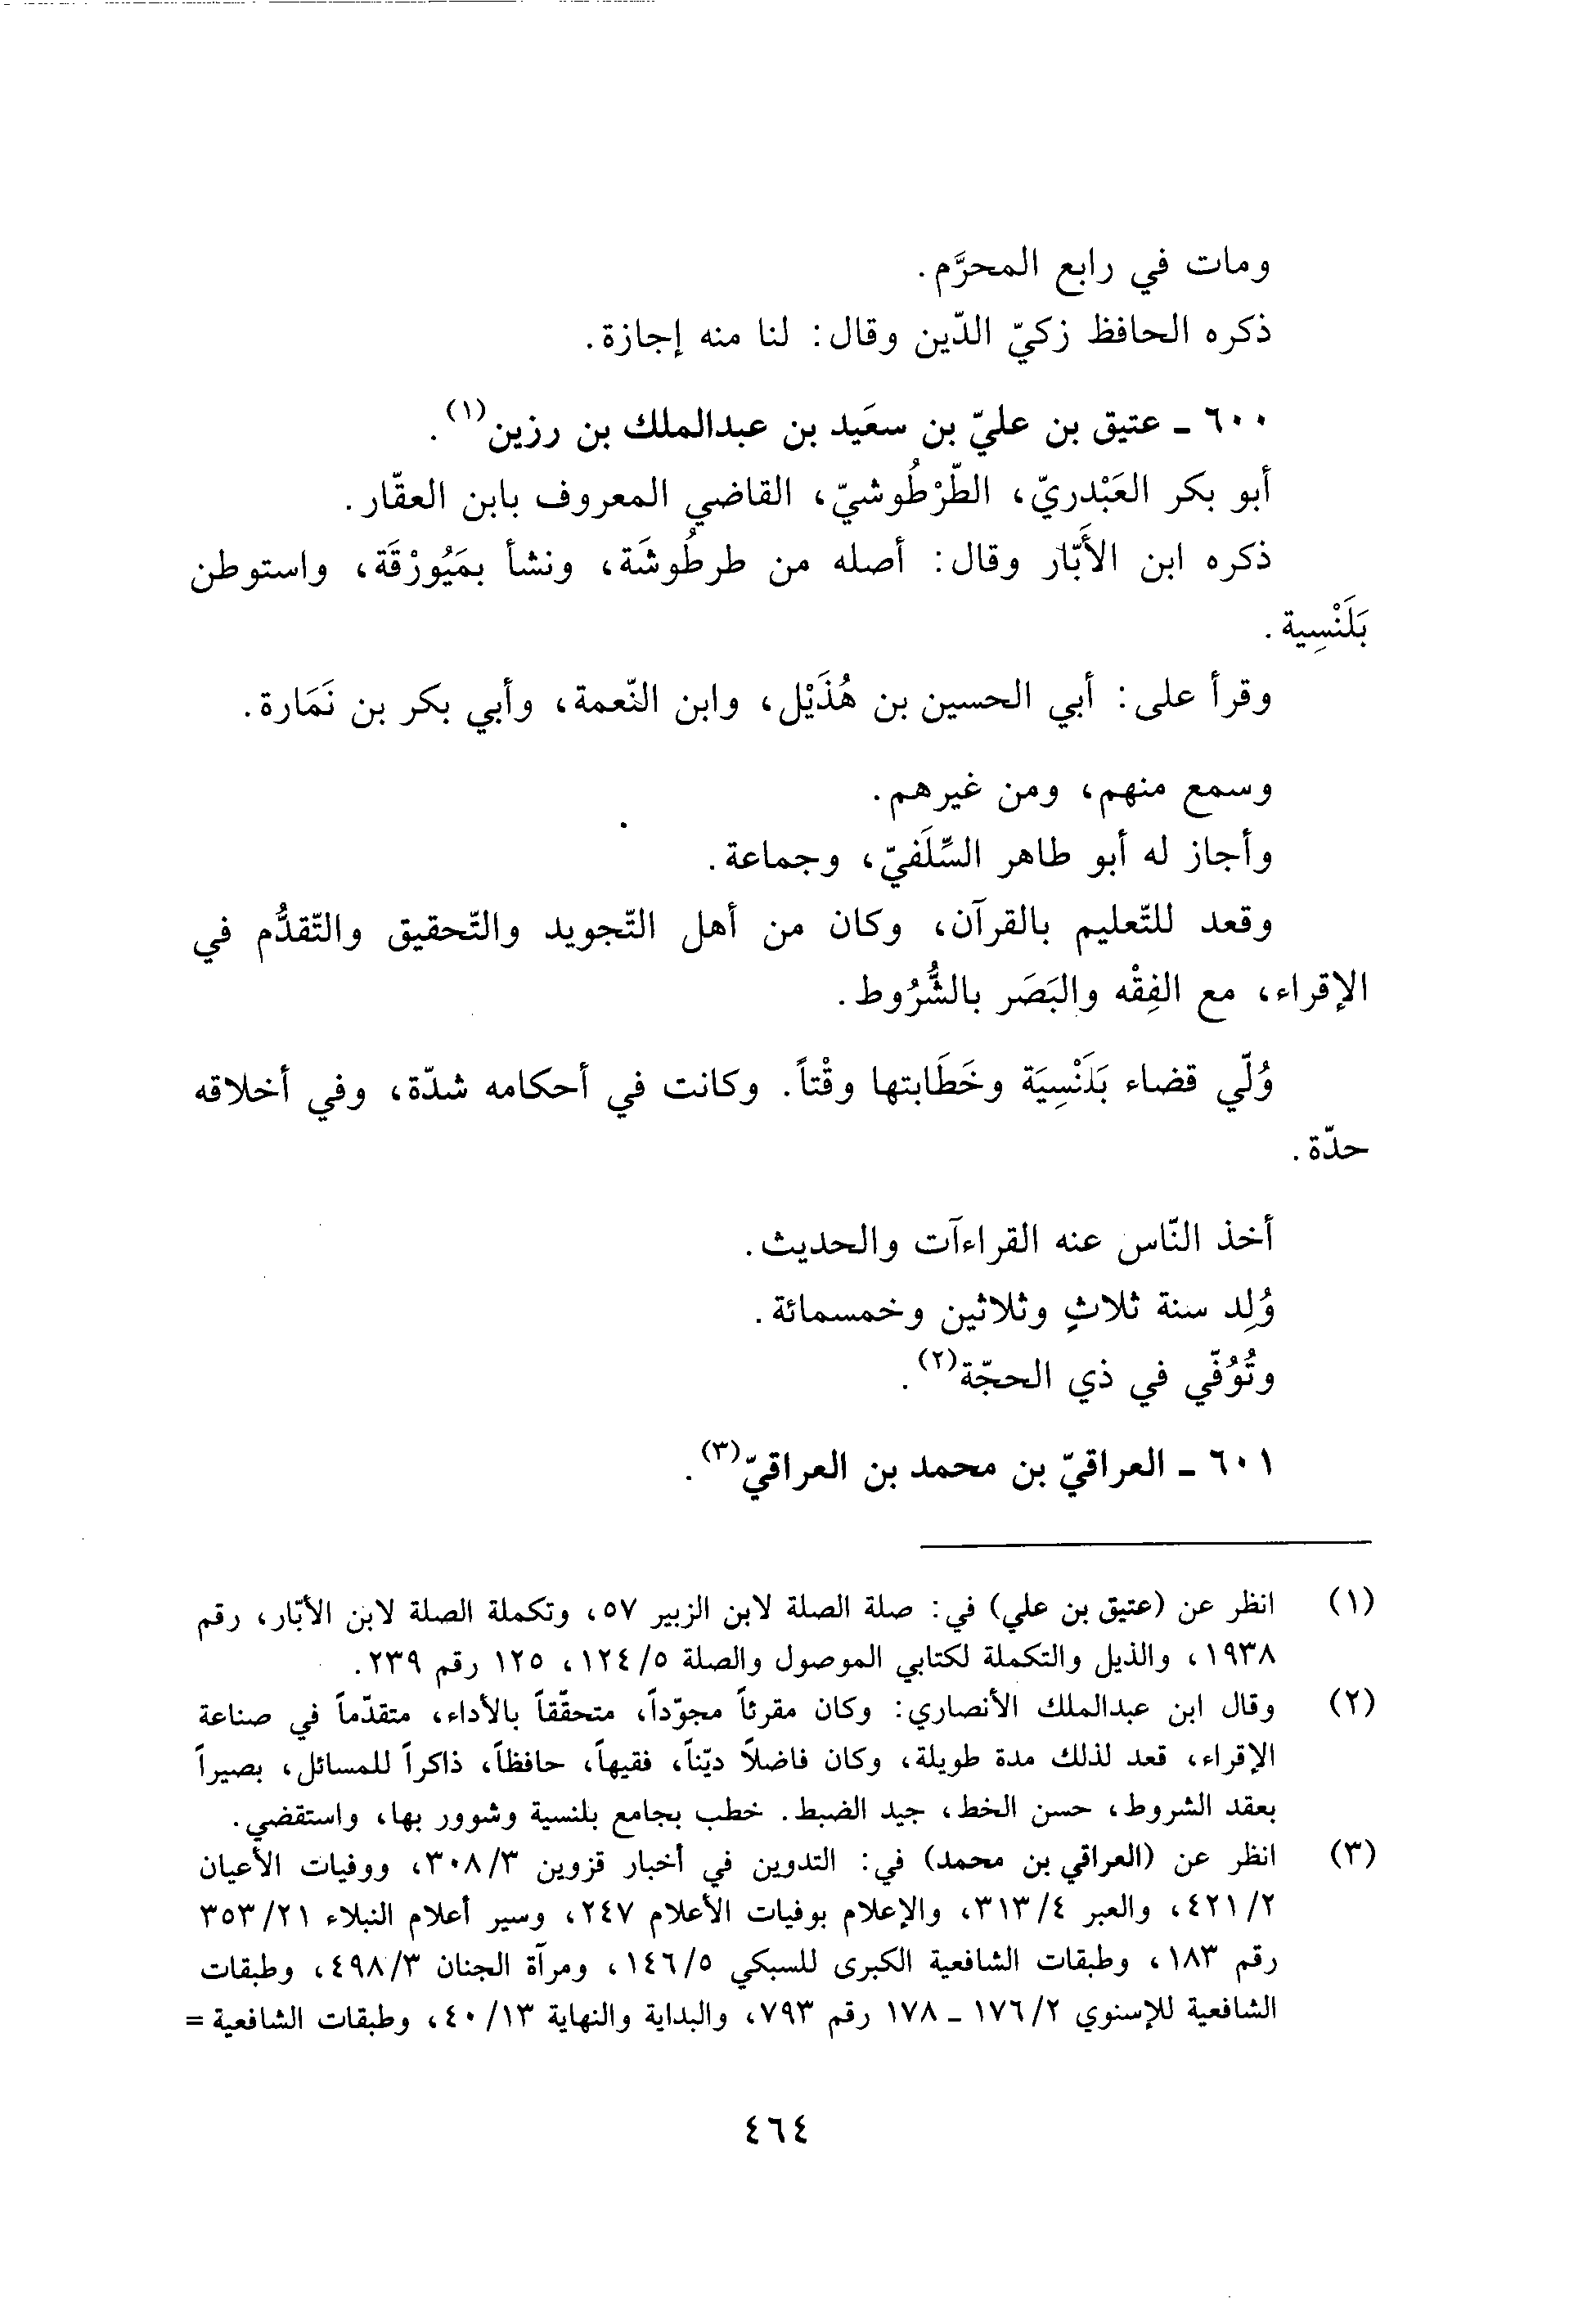 ومات في رابع المحرَّم.
ذكره الحافظ زكيّ الدّين وقال: لنا منه إجازة.
٦٠٠ ـ عتيق بن عليّ بن سعَيد بن عبدالملك بن رزين(١).
أبو بكر العَبْدريّ، الطّرْطُوشيّ، القاضي المعروف بابن العقّار.
ذكره ابن الأَبّار وقال: أصله من طرطُوشَة، ونشأ بمَيُورْقَة، واستوطن
بَلَنْسِية.
وقرأ على: أبي الحسين بن هُذَيْل، وابن النّعمة، وأبي بكر بن نَمَارة.
وسمع منهم، ومن غيرهم.
وأجاز له أبو طاهر السِّلَفيّ، وجماعة.
وقعد للتّعليم بالقرآن، وكان من أهل التّجويد والتّحقيق والتّقدُّم في
الإقراء، مع الفِقْه والبَصَر بالشُّرُوط.
وُلّي قضاء بَلَنْسِيَة وخَطَابتها وقْتاً. وكانت في أحكامه شدّة، وفي أخلاقه
حدّة.
أخذ النّاس عنه القراءآت والحديث.
وُلِد سنة ثلاثٍ وثلاثين وخمسمائة.
وتُوُفّي في ذي الحجّة(٢).
٦٠١ ـ العراقيّ بن محمد بن العراقيّ(٣).
(١) انظر عن (عتيق بن علي) في: صلة الصلة لابن الزبير ٥٧، وتكملة الصلة لابن الأبّار، رقم
١٩٣٨، والذيل والتكملة لكتابي الموصول والصلة ١٢٤/٥، ١٢٥ رقم ٢٣٩.
(٢) وقال ابن عبدالملك الأنصاري: وكان مقرئاً مجوّداً، متحقّقاً بالأداء، متقدّماً في صناعة
الإقراء، قعد لذلك مدة طويلة، وكان فاضلاً ديّناً، فقيهاً، حافظاً، ذاكراً للمسائل، بصيراً
بعقد الشروط، حسن الخط، جيد الضبط. خطب بجامع بلنسية وشوور بها، واستقضي.
(٣) انظر عن (العراقي بن محمد) في: التدوين في أخبار قزوين ٣٠٨/٣، ووفيات الأعيان
٤٢١/٢، والعبر ٣١٣/٤، والإعلام بوفيات الأعلام ٢٤٧، وسير أعلام النبلاء ٣٥٣/٢١
رقم ١٨٣، وطبقات الشافعية الكبرى للسبكي ١٤٦/٥، ومرآة الجنان ٤٩٨/٣، وطبقات
الشافعية للإسنوي ١٧٦/٢ ـ ١٧٨ رقم ٧٩٣، والبداية والنهاية ٤٠/١٣، وطبقات الشافعية =
٤٦٤